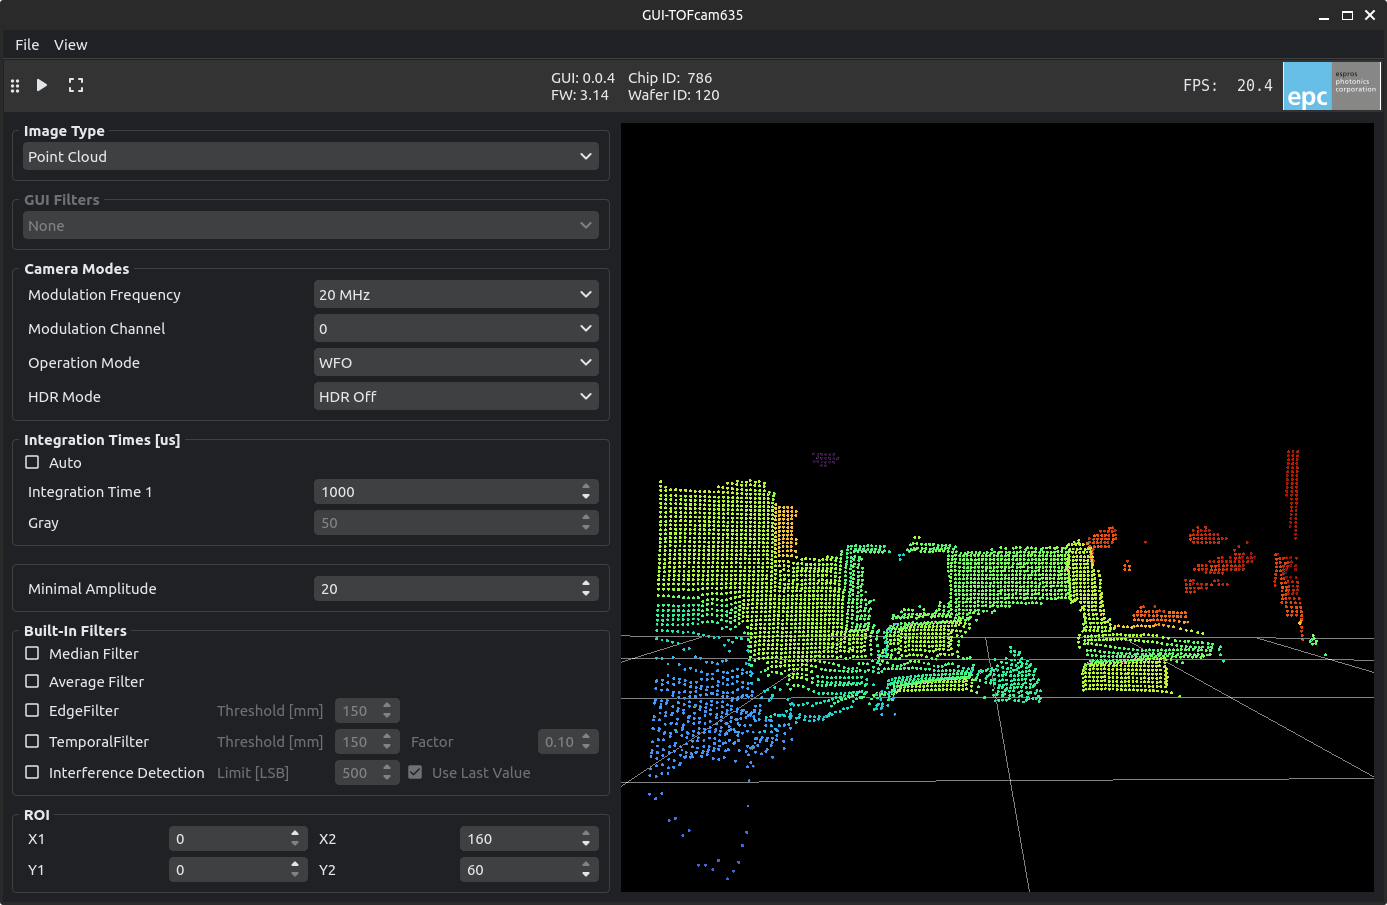 GUI-TOFcam635
File View
GUI: 0.0.4 Chip ID: 786
FW: 3.14 Wafer ID: 120
FPS: 20.4
epc
espros
photonics
corporation
Image Type
Point Cloud
GUI Filters
None
Camera Modes
Modulation Frequency 20 MHz
Modulation Channel 0
Operation Mode WFO
HDR Mode HDR Off
Integration Times [us]
Auto
Integration Time 1 1000
Gray 50
Minimal Amplitude 20
Built-In Filters
Median Filter
Average Filter
EdgeFilter Threshold [mm] 150
TemporalFilter Threshold [mm] 150 Factor 0.10
Interference Detection Limit [LSB] 500 Use Last Value
ROI
X1 0 X2 160
Y1 0 Y2 60